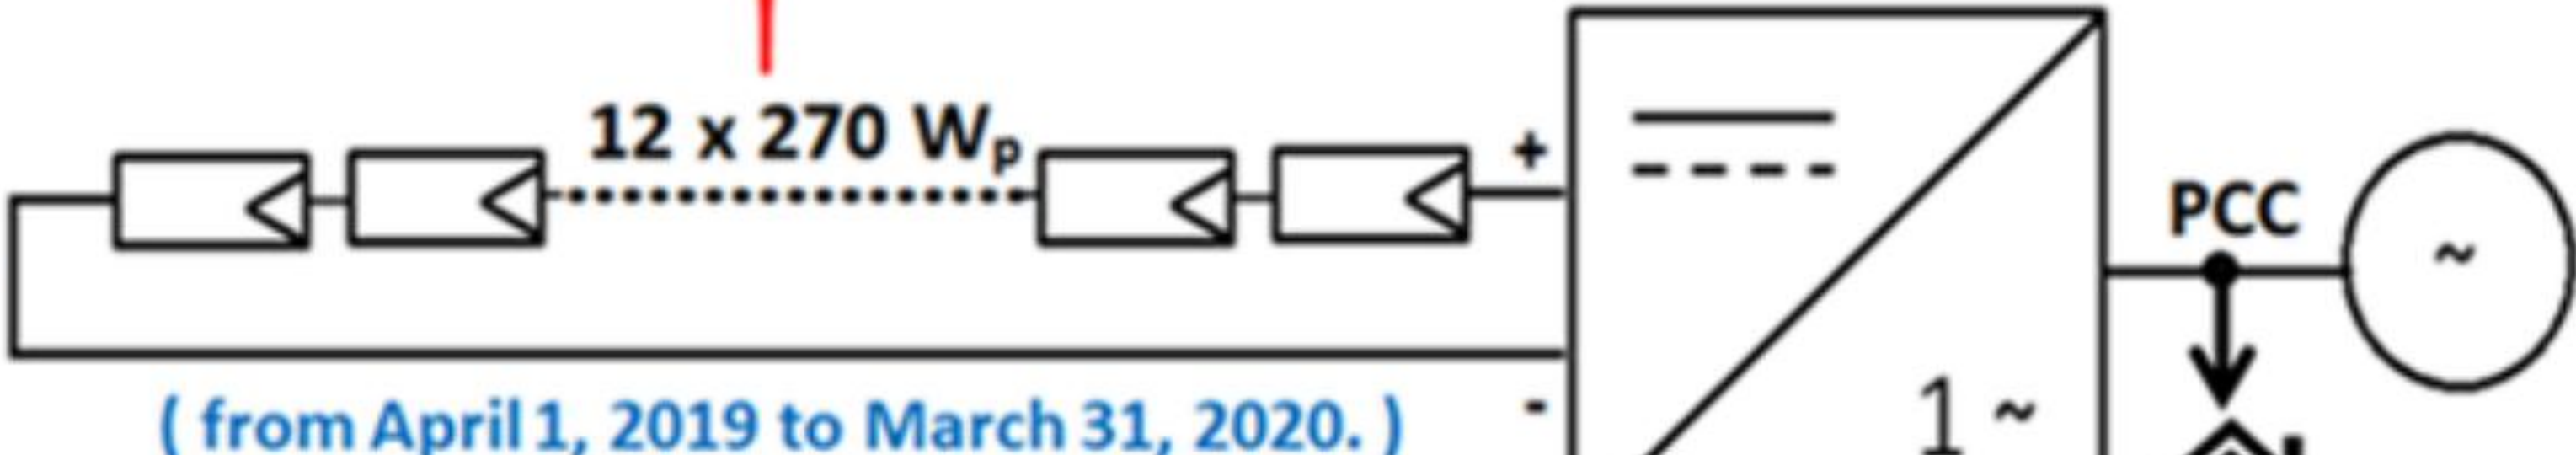 12 x 270 Wp
+
PCC
~
( from April 1, 2019 to March 31, 2020. )
-
1 ~